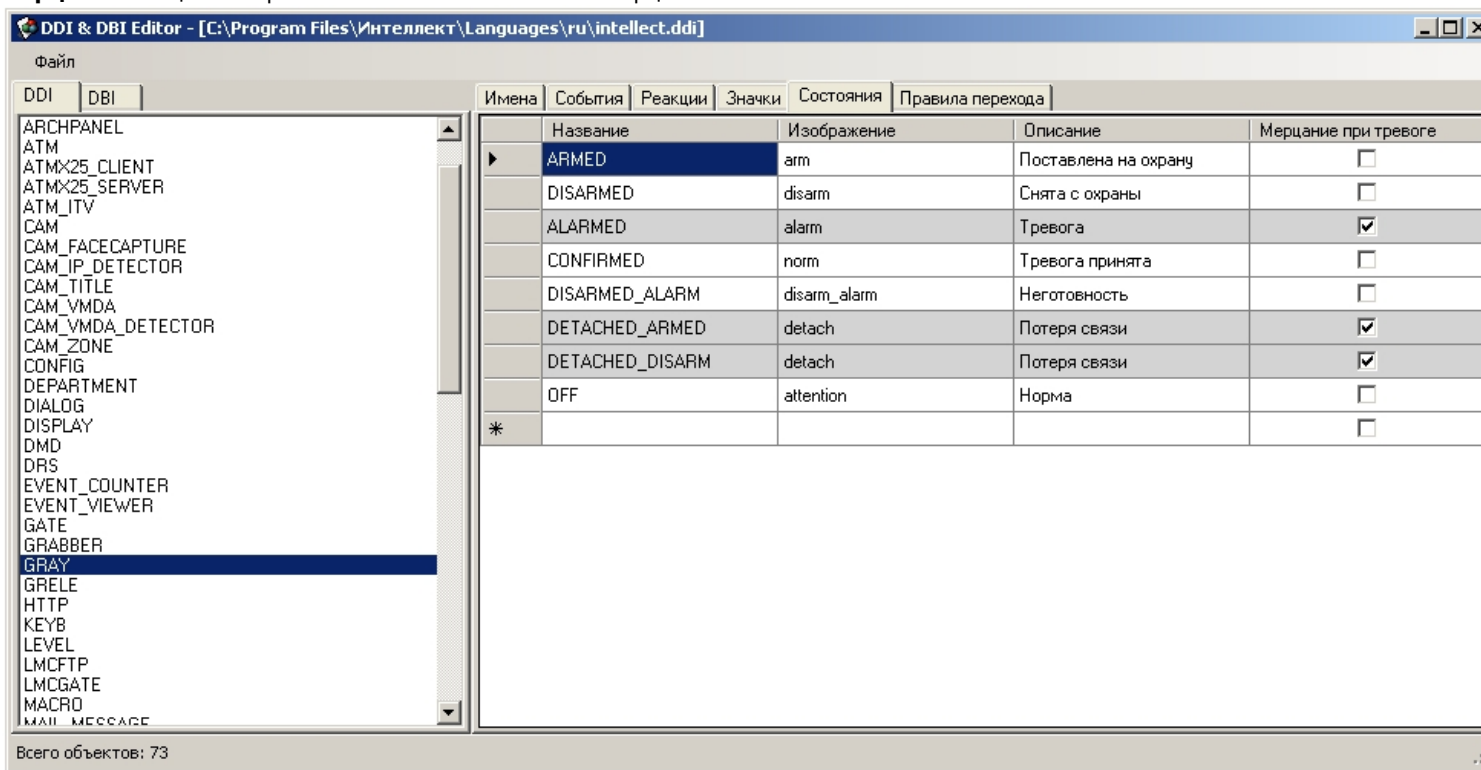 DDI & DBI Editor - [C:\Program Files\Интеллект\Languages\ru\intellect.ddi]
Файл
DDI DBI
Имена События Реакции Значки Состояния Правила перехода
ARCHPANEL
ATM
ATMX25_CLIENT
ATMX25_SERVER
ATM_ITV
CAM
CAM_FACECAPTURE
CAM_IP_DETECTOR
CAM_TITLE
CAM_VMDA
CAM_VMDA_DETECTOR
CAM_ZONE
CONFIG
DEPARTMENT
DIALOG
DISPLAY
DMD
DRS
EVENT_COUNTER
EVENT_VIEWER
GATE
GRABBER
GRAY
GRELE
HTTP
KEYB
LEVEL
LMCFTP
LMCGATE
MACRO
MAIL_MESSAGE
Название Изображение Описание Мерцание при тревоге
ARMED arm Поставлена на охрану
DISARMED disarm Снята с охраны
ALARMED alarm Тревога
CONFIRMED norm Тревога принята
DISARMED_ALARM disarm_alarm Неготовность
DETACHED_ARMED detach Потеря связи
DETACHED_DISARM detach Потеря связи
OFF attention Норма
Всего объектов: 73